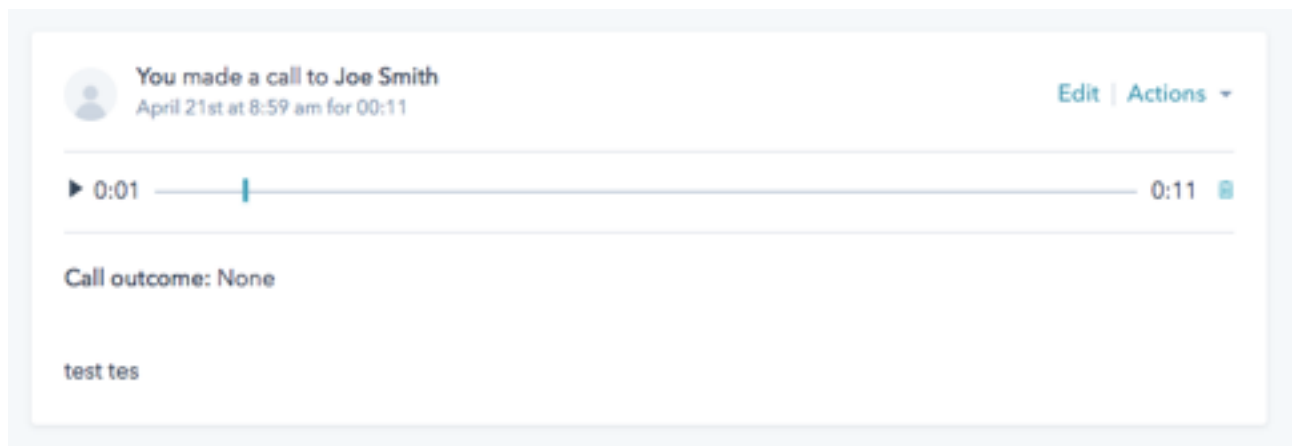 You made a call to Joe Smith
April 21st at 8:59 am for 00:11
Edit | Actions
0:01 0:11
Call outcome: None
test tes